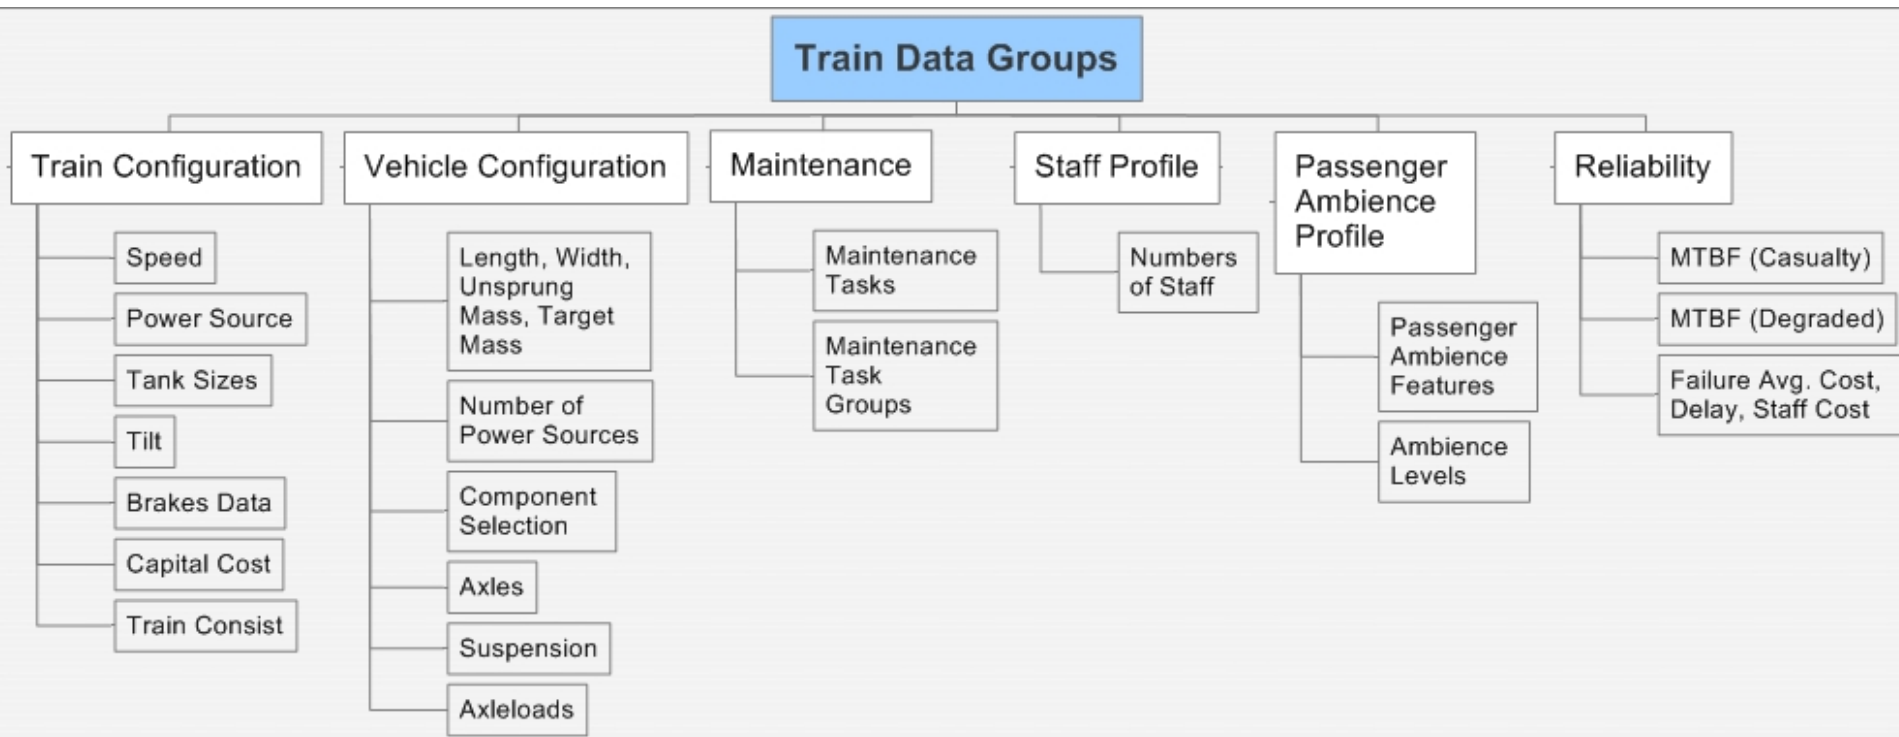 Train Data Groups
Train Configuration
Speed
Power Source
Tank Sizes
Tilt
Brakes Data
Capital Cost
Train Consist
Vehicle Configuration
Length, Width,
Unsprung
Mass, Target
Mass
Number of
Power Sources
Component
Selection
Axles
Suspension
Axleloads
Maintenance
Maintenance
Tasks
Maintenance
Task
Groups
Staff Profile
Numbers
of Staff
Passenger
Ambience
Profile
Passenger
Ambience
Features
Ambience
Levels
Reliability
MTBF (Casualty)
MTBF (Degraded)
Failure Avg. Cost,
Delay, Staff Cost